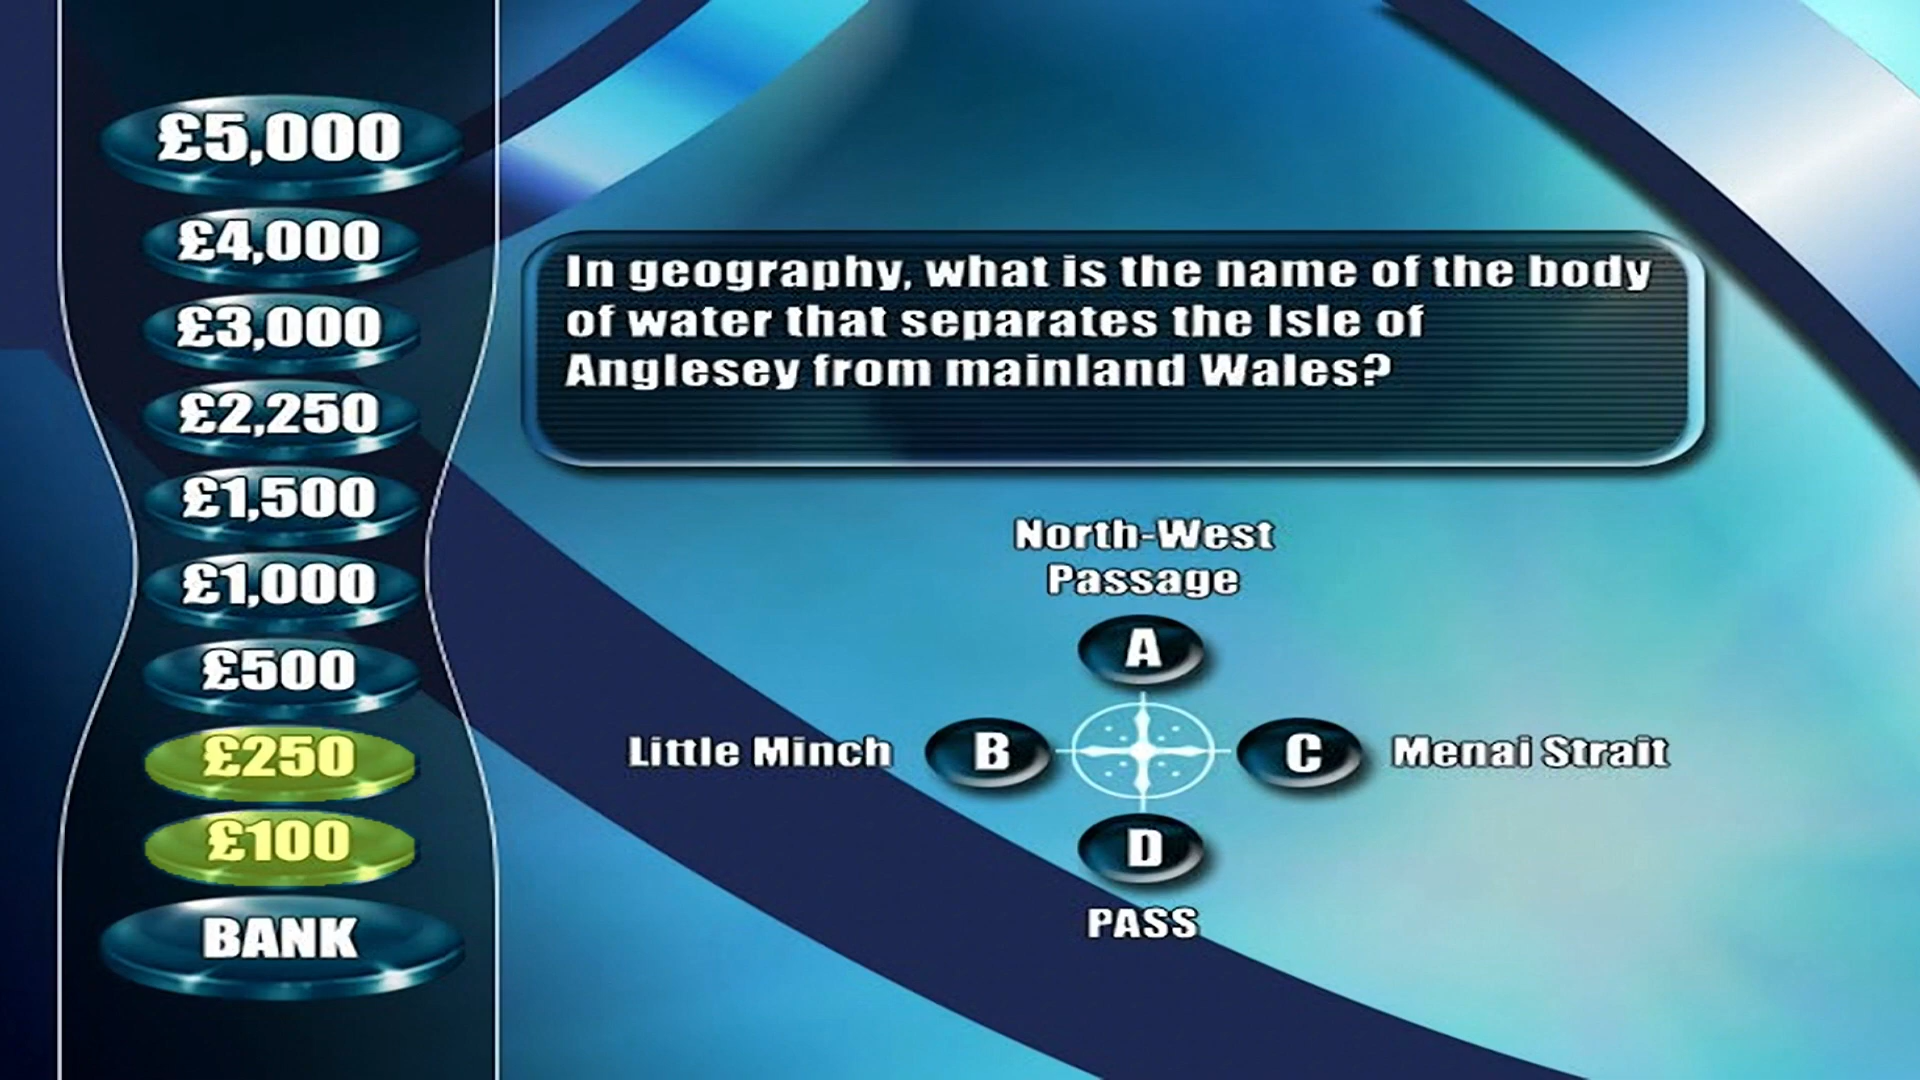 £5,000
£4,000
£3,000
£2,250
£1,500
£1,000
£500
£250
£100
BANK
In geography, what is the name of the body
of water that separates the Isle of
Anglesey from mainland Wales?
North-West
Passage
A
Little Minch
B
C
Menai Strait
D
PASS